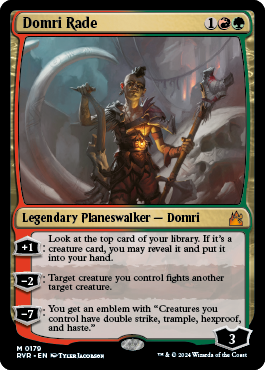 Domri Rade 1
Legendary Planeswalker — Domri
+1: Look at the top card of your library. If it's a
creature card, you may reveal it and put it
into your hand.
−2: Target creature you control fights another
target creature.
−7: You get an emblem with “Creatures you
control have double strike, trample, hexproof,
and haste.”
3
M 0179
RVR • EN Tyler Jacobson
™ & © 2024 Wizards of the Coast